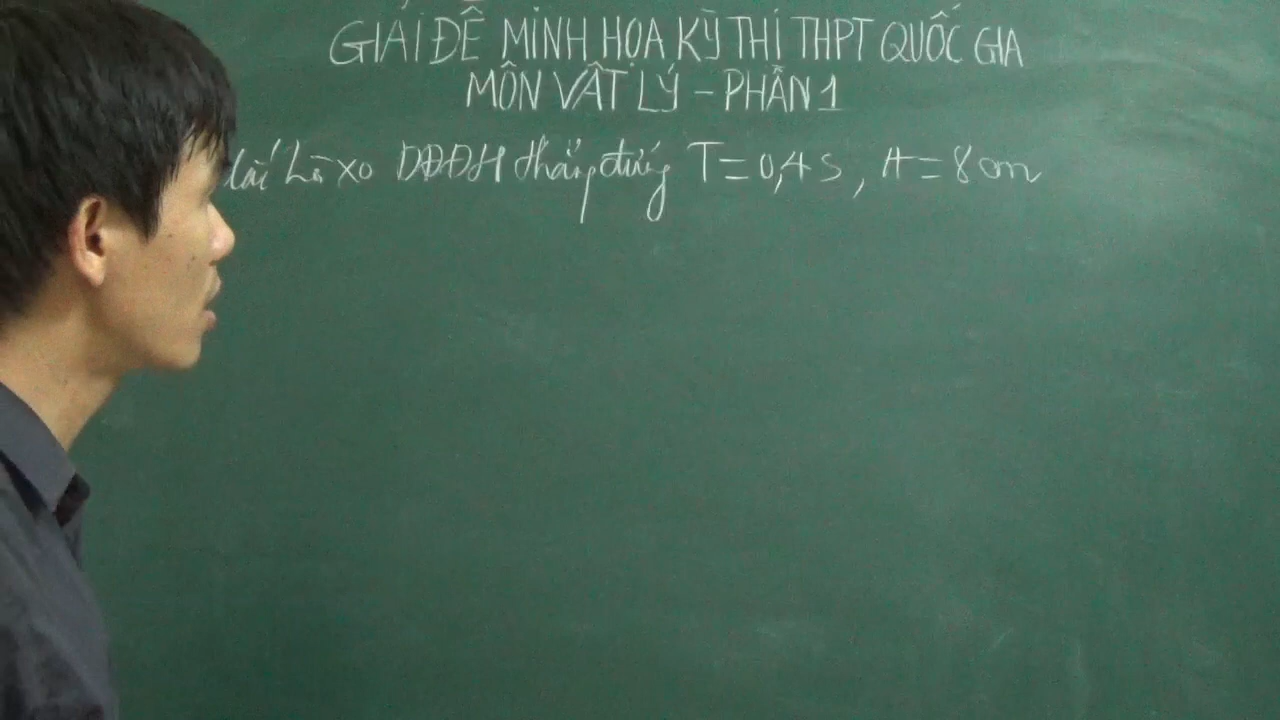 GIẢI ĐỀ MINH HỌA KỲ THI THPT QUỐC GIA
MÔN VẬT LÝ - PHẦN 1
lắc lò xo DĐĐH thẳng đứng T = 0,4 s, A = 8 cm